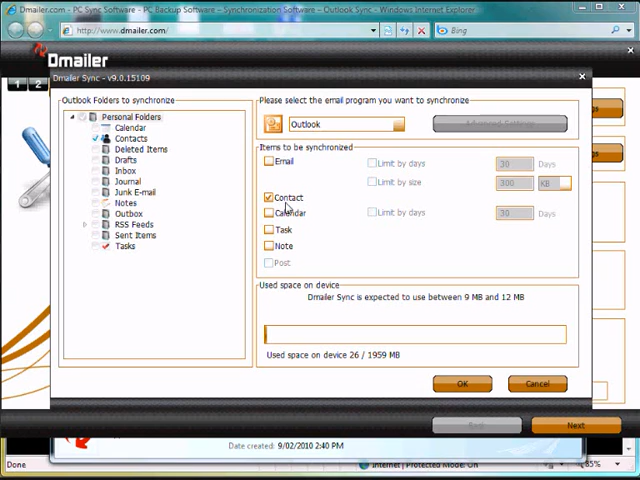 Dmailer.com - PC Sync Software - PC Backup Software - Synchronization Software - Outlook Sync - Windows Internet Explorer
http://www.dmailer.com/
Bing
Dmailer
Dmailer Sync - v9.0.15109
1 2
Outlook Folders to synchronize
Personal Folders
Calendar
Contacts
Deleted Items
Drafts
Inbox
Journal
Junk E-mail
Notes
Outbox
RSS Feeds
Sent Items
Tasks
Please select the email program you want to synchronize
Outlook
Advanced Settings
Items to be synchronized
Email
Limit by days
30 Days
Limit by size
300 KB
Contact
Calendar
Limit by days
30 Days
Task
Note
Post
Used space on device
Dmailer Sync is expected to use between 9 MB and 12 MB
Used space on device 26 / 1959 MB
OK
Cancel
Next
Date created: 9/02/2010 2:40 PM
Done
Internet | Protected Mode: On
85%